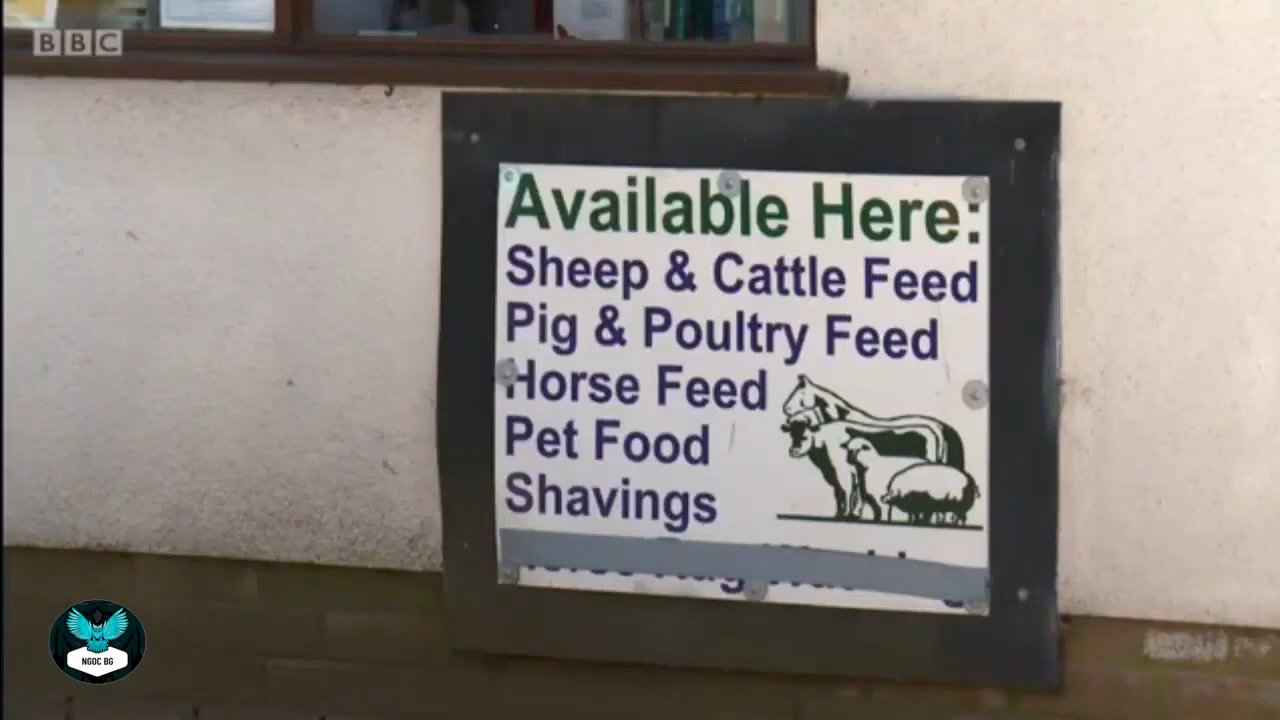 BBC
Available Here:
Sheep & Cattle Feed
Pig & Poultry Feed
Horse Feed
Pet Food
Shavings
NGOC BG